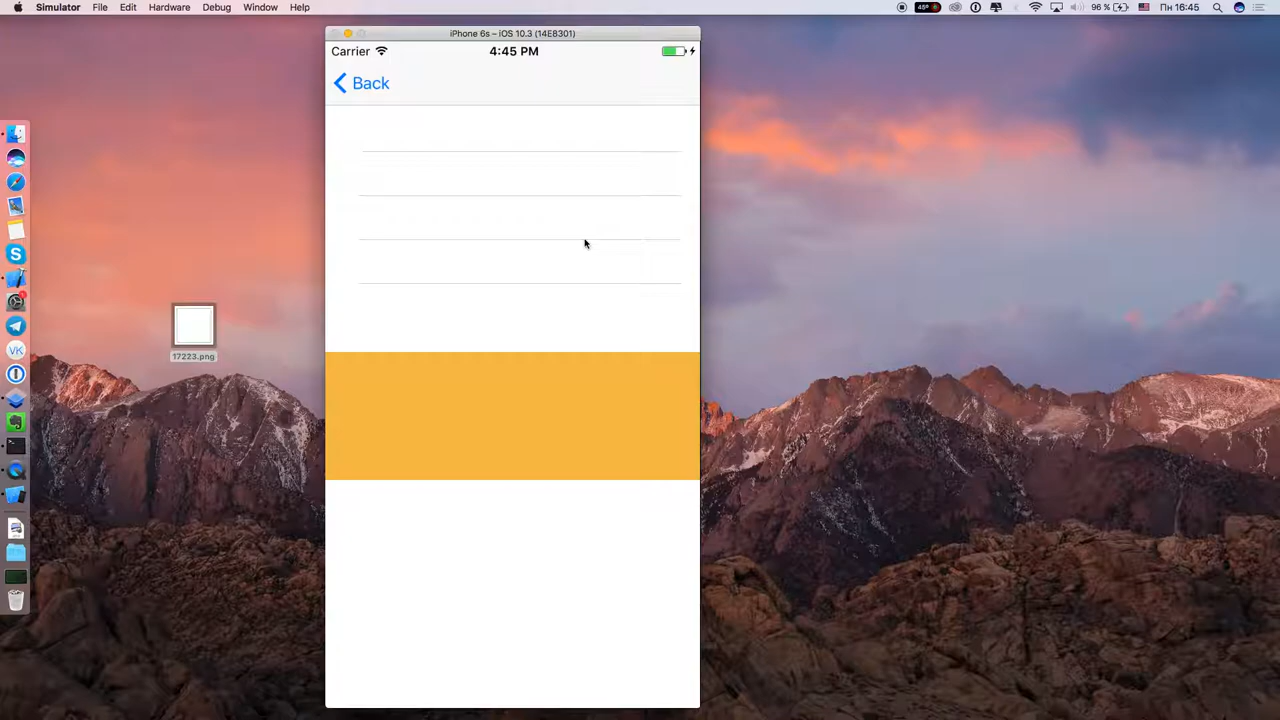 Simulator File Edit Hardware Debug Window Help
45° 96 % Пн 16:45
iPhone 6s – iOS 10.3 (14E8301)
Carrier 4:45 PM
Back
17223.png